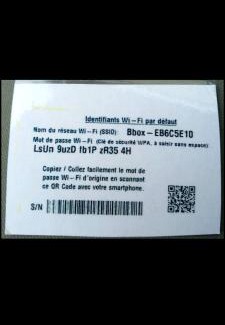 Identifiants Wi-Fi par défaut
Nom du réseau Wi-Fi (SSID): Bbox-EB6C5E10
Mot de passe Wi-Fi (Clé de sécurité WPA, à saisir sans espace)
LsUn 9uzD fb1P zR35 4H
Copiez / Collez facilement le mot de
passe Wi-Fi d'origine en scannant
ce QR Code avec votre smartphone.
S/N